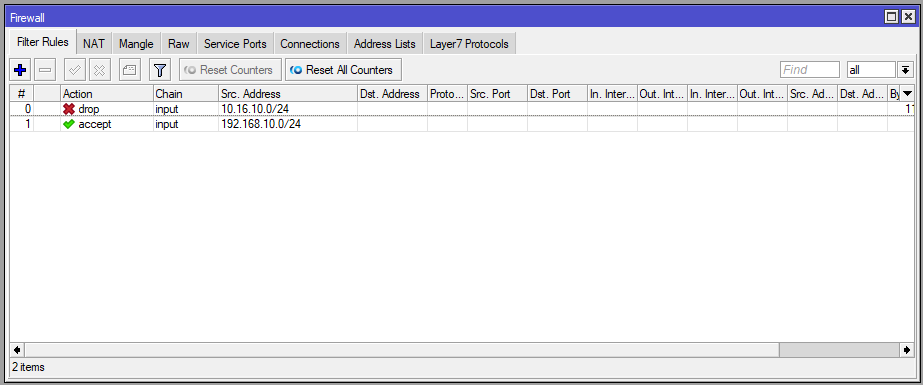 Firewall
Filter Rules NAT Mangle Raw Service Ports Connections Address Lists Layer7 Protocols
Reset Counters Reset All Counters Find all
# Action Chain Src. Address Dst. Address Proto... Src. Port Dst. Port In. Inter... Out. Int... In. Inter... Out. Int... Src. Ad... Dst. Ad... By
0 drop input 10.16.10.0/24
1 accept input 192.168.10.0/24
2 items